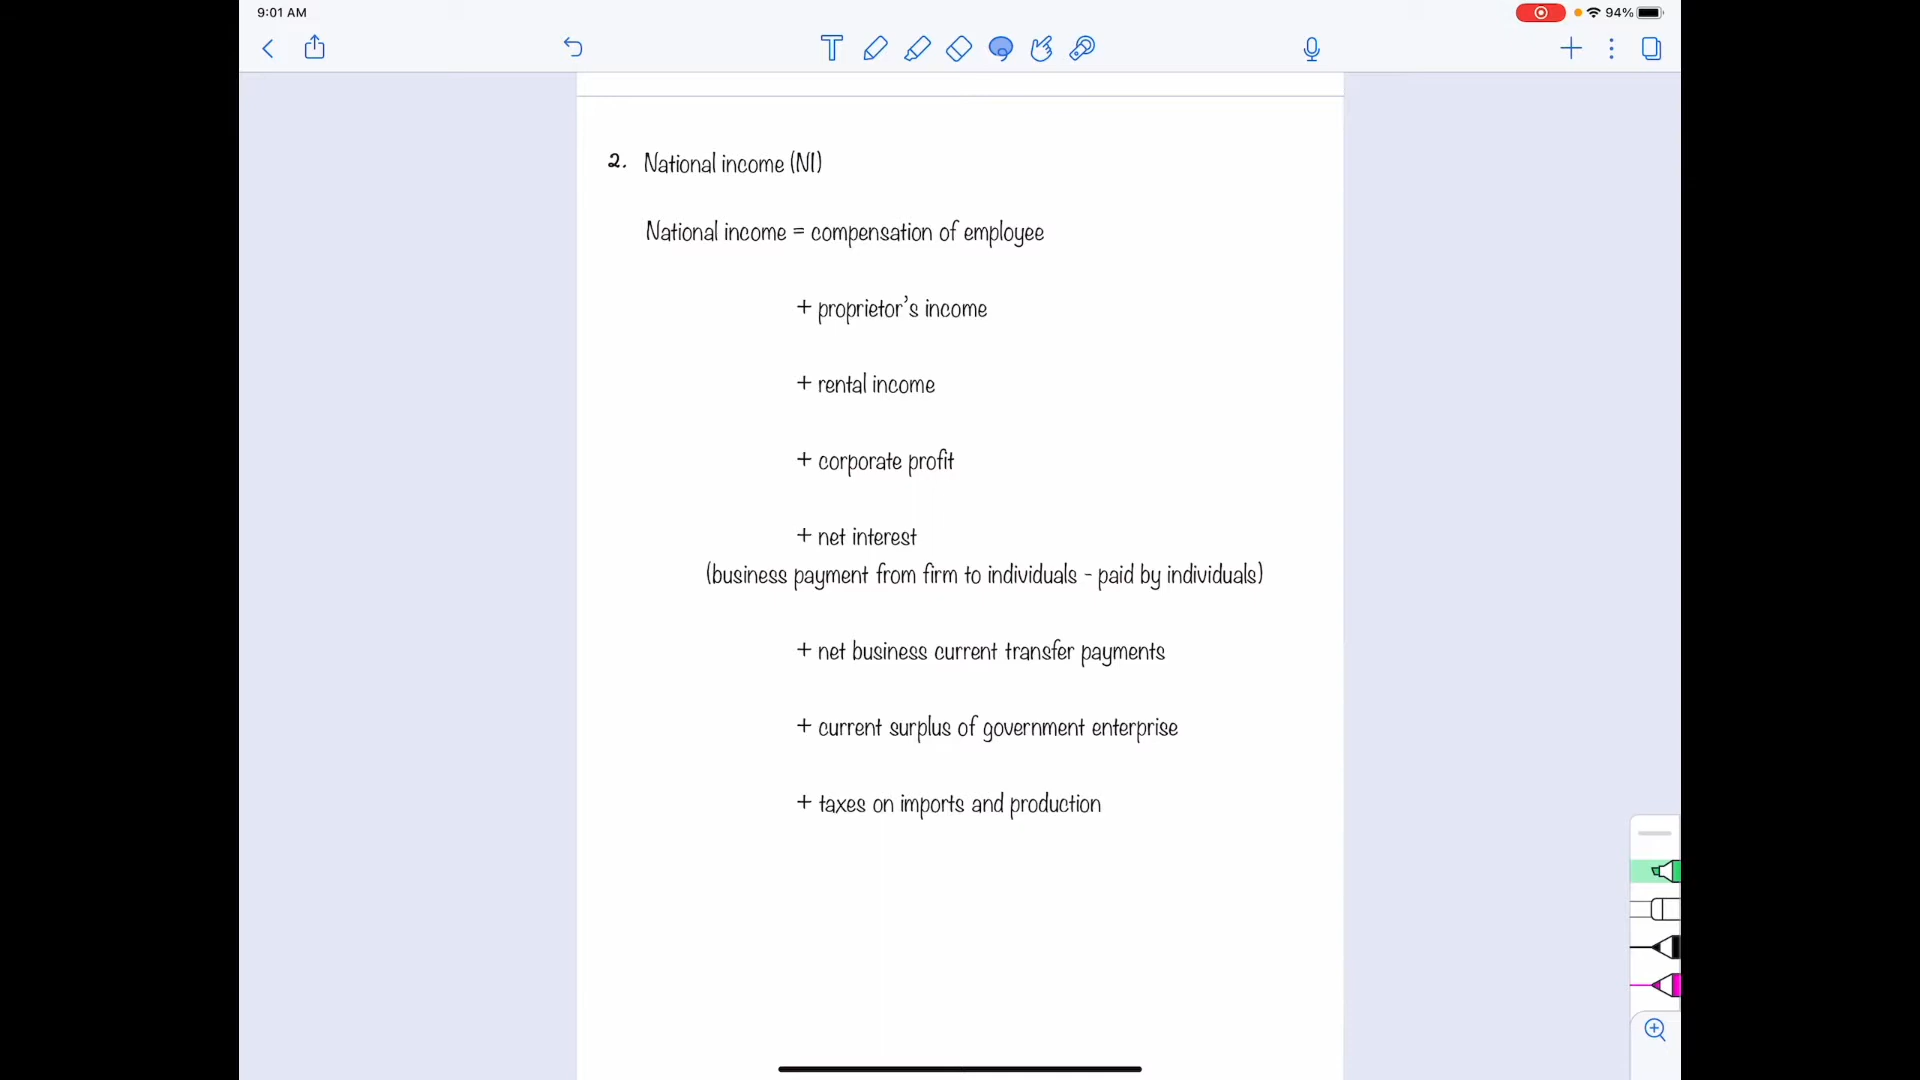 9:01 AM
94%
2. National income (NI)
National income = compensation of employee
+ proprietor's income
+ rental income
+ corporate profit
+ net interest
(business payment from firm to individuals - paid by individuals)
+ net business current transfer payments
+ current surplus of government enterprise
+ taxes on imports and production